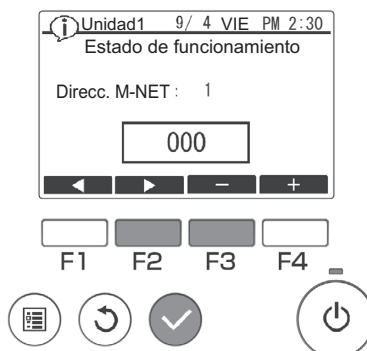 Unidad1 9/ 4 VIE PM 2:30
Estado de funcionamiento
Direcc. M-NET : 1
000
− +
F1 F2 F3 F4